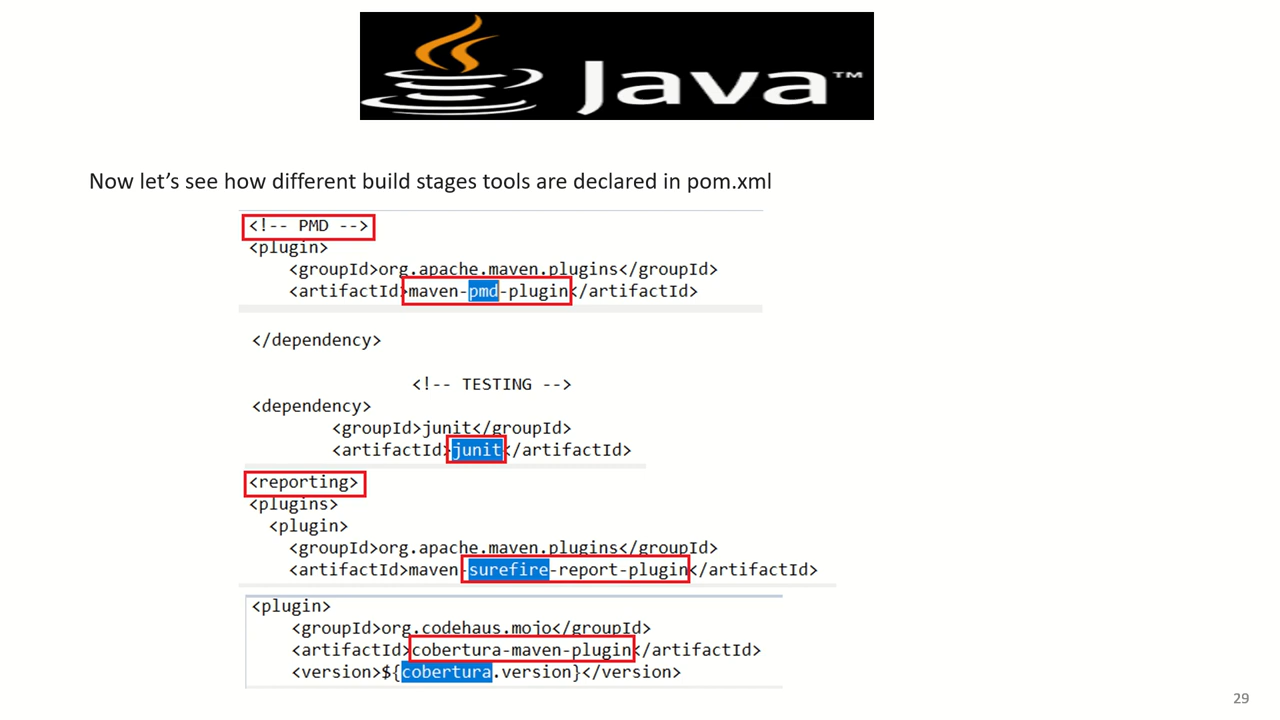 Java™
Now let’s see how different build stages tools are declared in pom.xml
<!-- PMD -->
<plugin>
<groupId>org.apache.maven.plugins</groupId>
<artifactId>maven-pmd-plugin</artifactId>
</dependency>
<!-- TESTING -->
<dependency>
<groupId>junit</groupId>
<artifactId>junit</artifactId>
<reporting>
<plugins>
<plugin>
<groupId>org.apache.maven.plugins</groupId>
<artifactId>maven-surefire-report-plugin</artifactId>
<plugin>
<groupId>org.codehaus.mojo</groupId>
<artifactId>cobertura-maven-plugin</artifactId>
<version>${cobertura.version}</version>
29